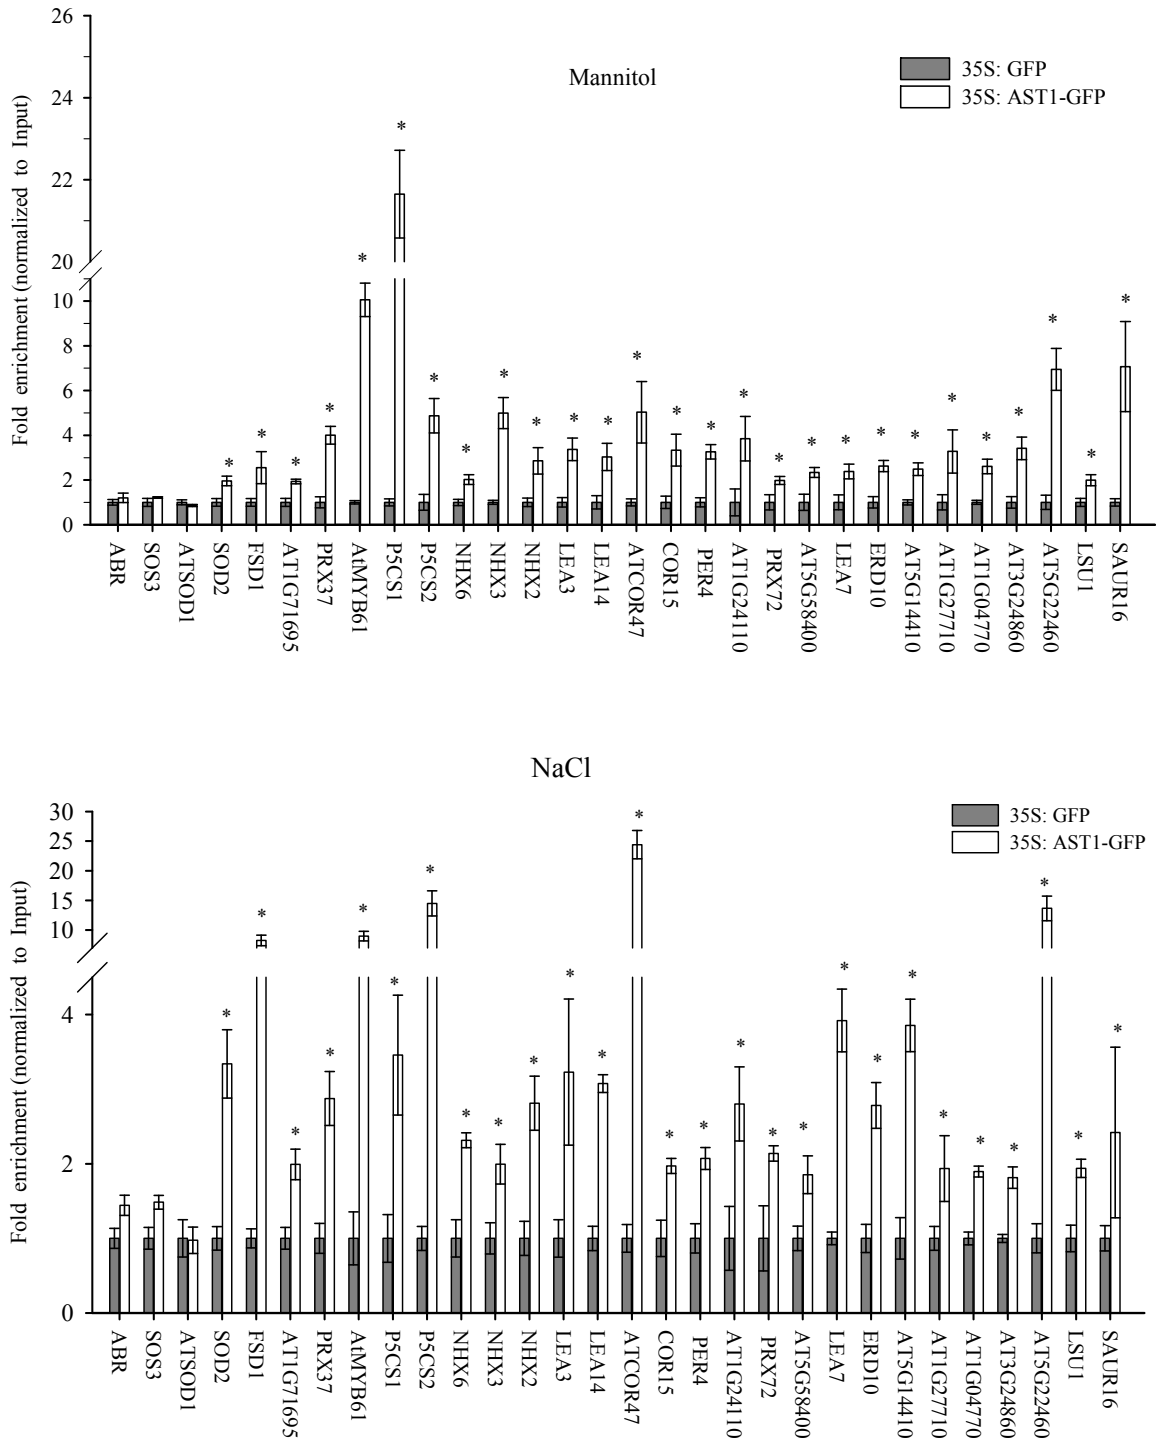 Mannitol
35S: GFP
35S: AST1-GFP
Fold enrichment (normalized to Input)
26
24
22
20
10
8
6
4
2
0
* * * * * * * * * * * * * * * * * * * * * * * * * * *
ABR SOS3 ATSOD1 SOD2 FSD1 AT1G71695 PRX37 AtMYB61 P5CS1 P5CS2 NHX6 NHX3 NHX2 LEA3 LEA14 ATCOR47 COR15 PER4 AT1G24110 PRX72 AT5G58400 LEA7 ERD10 AT5G14410 AT1G27710 AT1G04770 AT3G24860 AT5G22460 LSU1 SAUR16
NaCl
35S: GFP
35S: AST1-GFP
Fold enrichment (normalized to Input)
30
25
20
15
10
4
2
0
* * * * * * * * * * * * * * * * * * * * * * * * * * *
ABR SOS3 ATSOD1 SOD2 FSD1 AT1G71695 PRX37 AtMYB61 P5CS1 P5CS2 NHX6 NHX3 NHX2 LEA3 LEA14 ATCOR47 COR15 PER4 AT1G24110 PRX72 AT5G58400 LEA7 ERD10 AT5G14410 AT1G27710 AT1G04770 AT3G24860 AT5G22460 LSU1 SAUR16